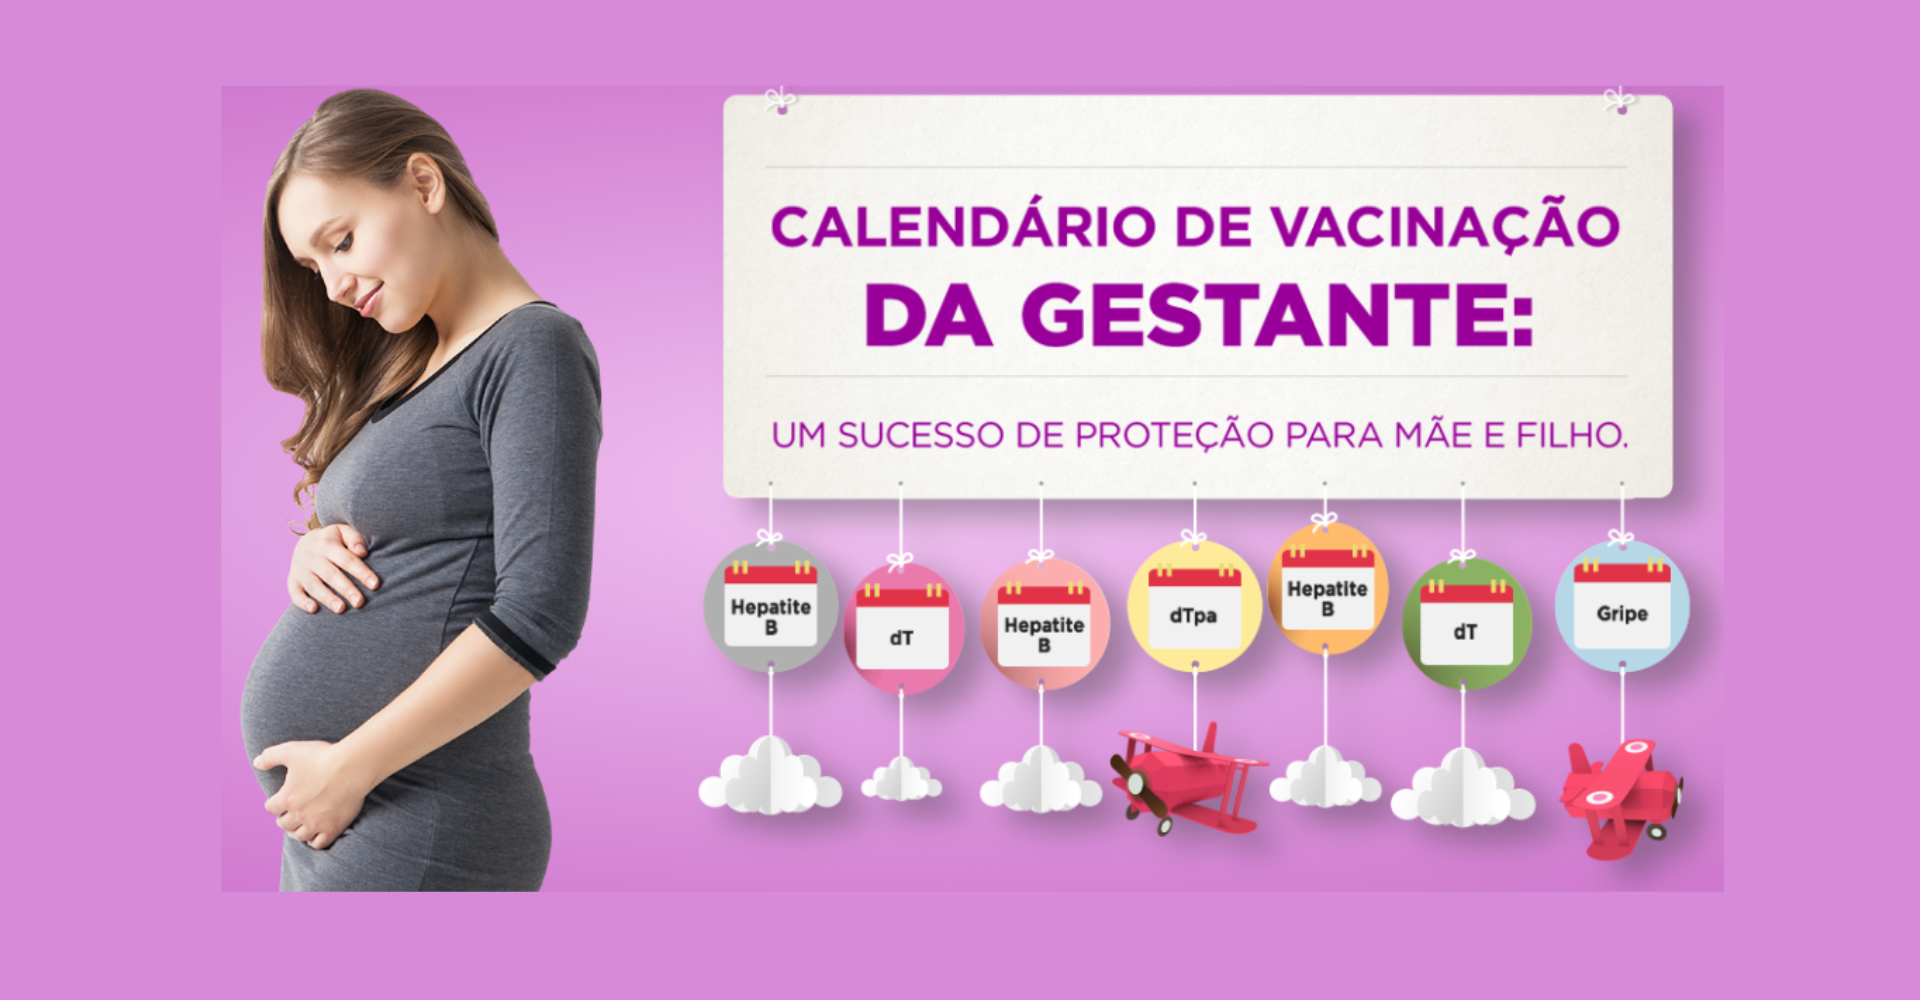 CALENDÁRIO DE VACINAÇÃO
DA GESTANTE:
UM SUCESSO DE PROTEÇÃO PARA MÃE E FILHO.
Hepatite
B
dT
Hepatite
B
dTpa
Hepatite
B
dT
Gripe